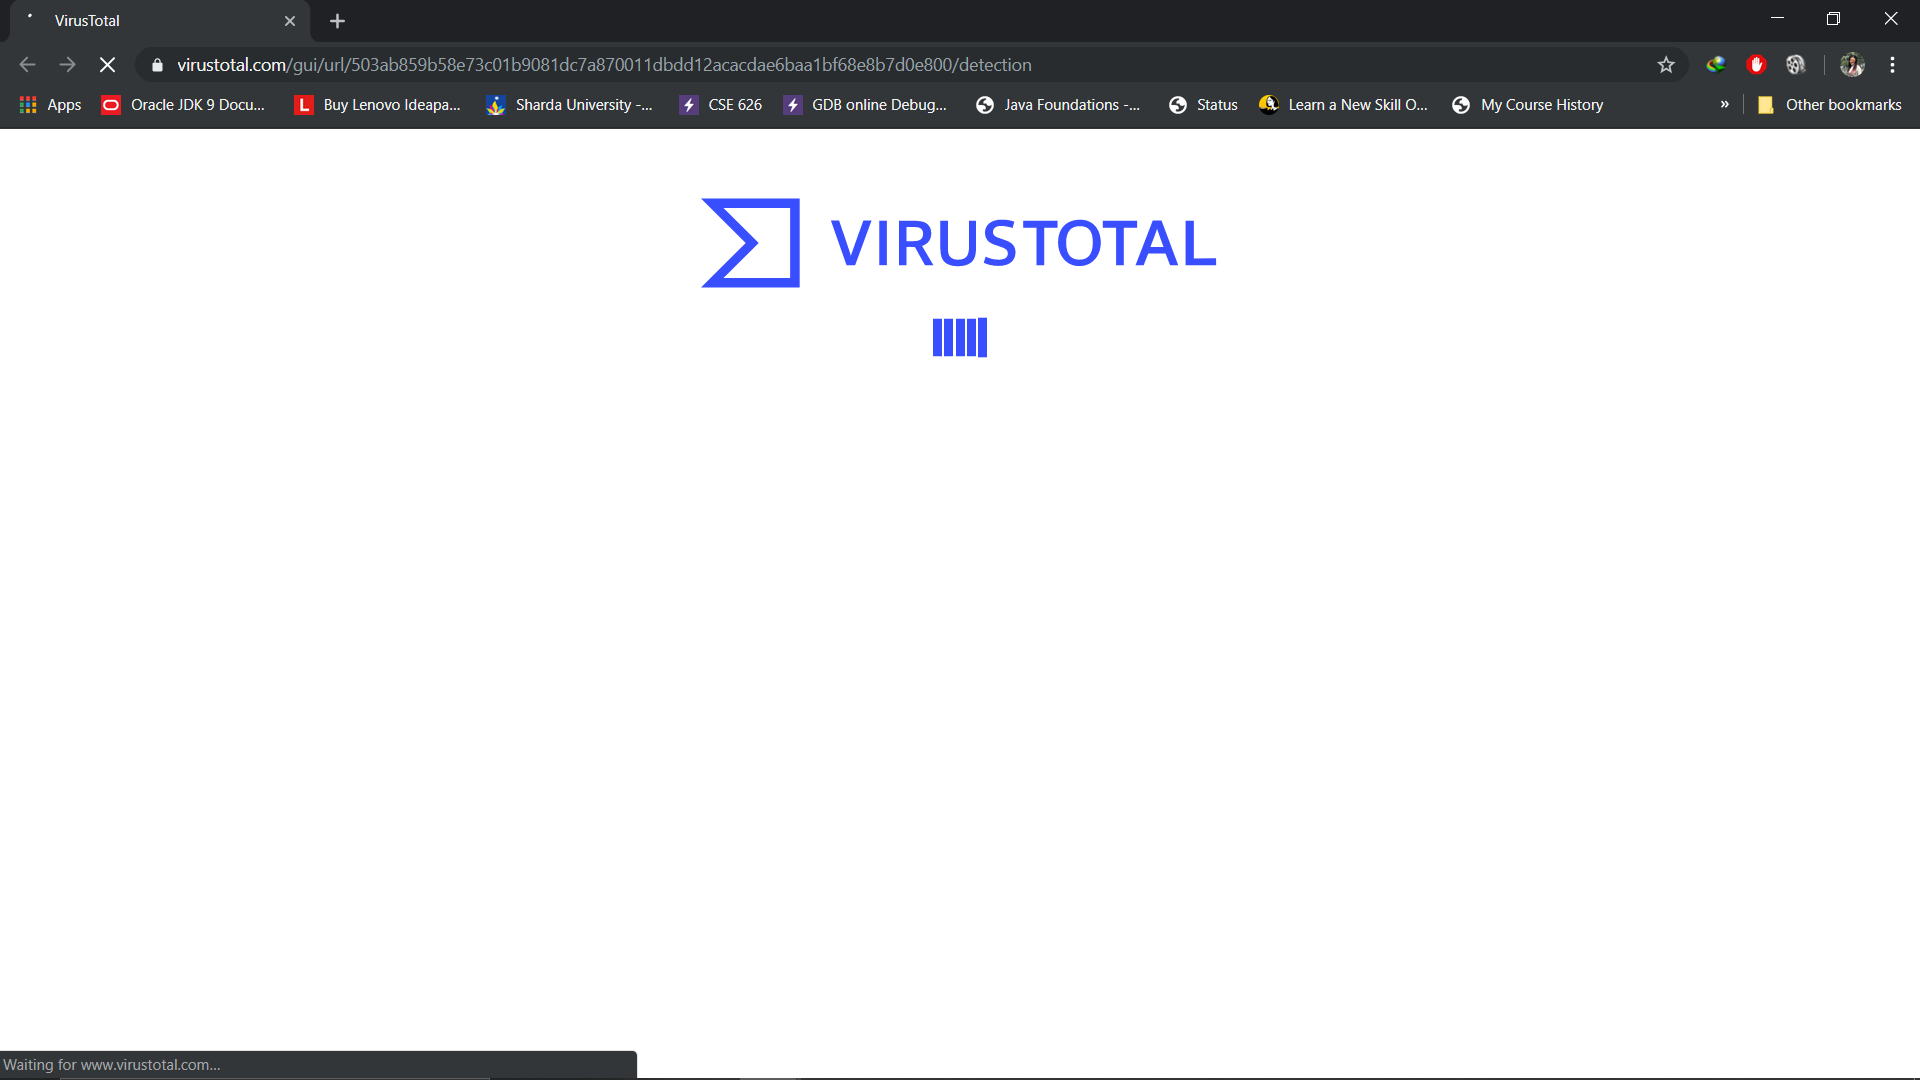 VirusTotal
virustotal.com/gui/url/503ab859b58e73c01b9081dc7a870011dbdd12acacdae6baa1bf68e8b7d0e800/detection
Apps Oracle JDK 9 Docu... L Buy Lenovo Ideapa... Sharda University -... CSE 626 GDB online Debug... Java Foundations -... Status Learn a New Skill O... My Course History » Other bookmarks
VIRUSTOTAL
Waiting for www.virustotal.com...